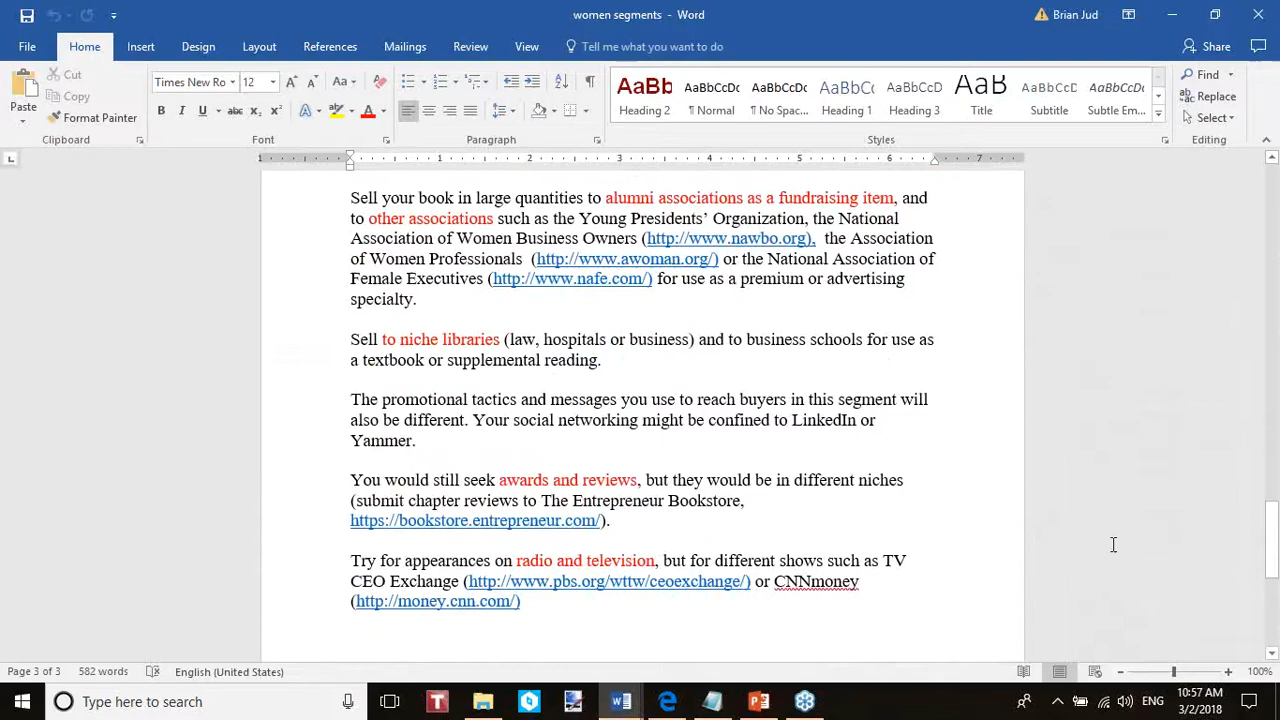 women segments - Word
Brian Jud
File Home Insert Design Layout References Mailings Review View Tell me what you want to do Share
Paste
Cut
Copy
Format Painter
Clipboard
Times New Ro 12
Font
Paragraph
AaBb AaBbCcDc AaBbCcDc AaBbCc AaBbCcDc AaB AaBbCcDc AaBbCcDc
Heading 2 ¶ Normal ¶ No Spac... Heading 1 Heading 3 Title Subtitle Subtle Em...
Styles
Find
Replace
Select
Editing
1 1 2 3 4 5 6 7
Sell your book in large quantities to alumni associations as a fundraising item, and
to other associations such as the Young Presidents’ Organization, the National
Association of Women Business Owners (http://www.nawbo.org), the Association
of Women Professionals (http://www.awoman.org/) or the National Association of
Female Executives (http://www.nafe.com/) for use as a premium or advertising
specialty.
Sell to niche libraries (law, hospitals or business) and to business schools for use as
a textbook or supplemental reading.
The promotional tactics and messages you use to reach buyers in this segment will
also be different. Your social networking might be confined to LinkedIn or
Yammer.
You would still seek awards and reviews, but they would be in different niches
(submit chapter reviews to The Entrepreneur Bookstore,
https://bookstore.entrepreneur.com/).
Try for appearances on radio and television, but for different shows such as TV
CEO Exchange (http://www.pbs.org/wttw/ceoexchange/) or CNNmoney
(http://money.cnn.com/)
Page 3 of 3 582 words English (United States) 100%
Type here to search
ENG
10:57 AM
3/2/2018